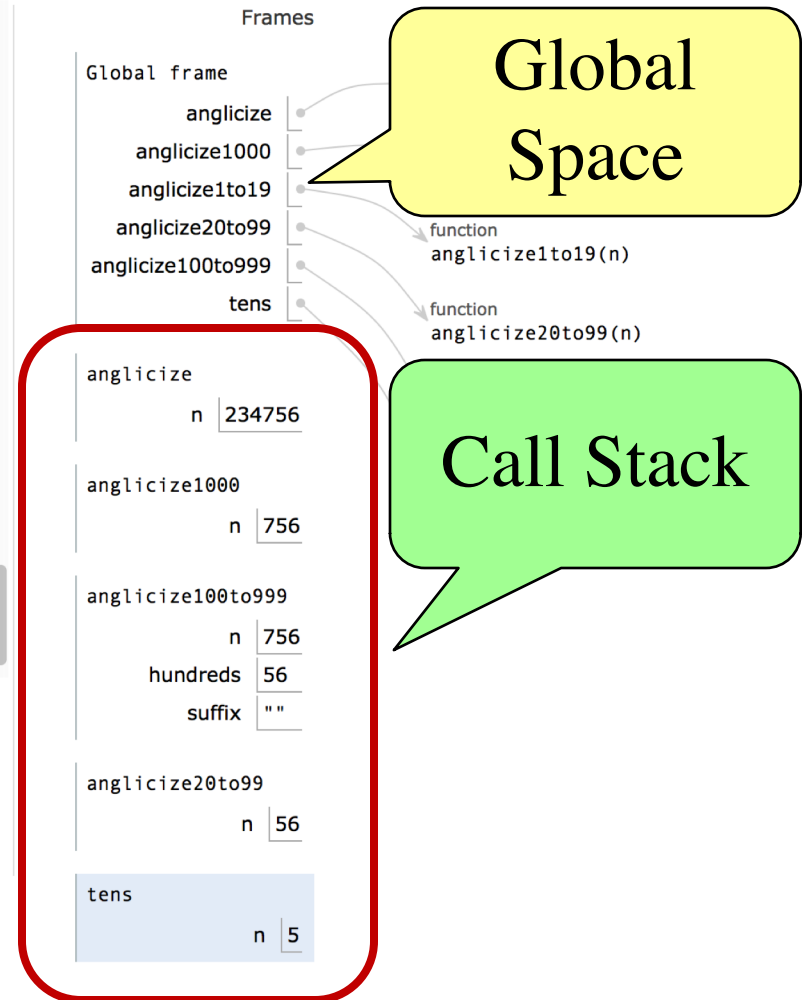 Frames
Global frame
anglicize
anglicize1000
anglicize1to19
anglicize20to99
anglicize100to999
tens
Global
Space
function
anglicize1to19(n)
function
anglicize20to99(n)
anglicize
n 234756
anglicize1000
n 756
anglicize100to999
n 756
hundreds 56
suffix ""
anglicize20to99
n 56
tens
n 5
Call Stack